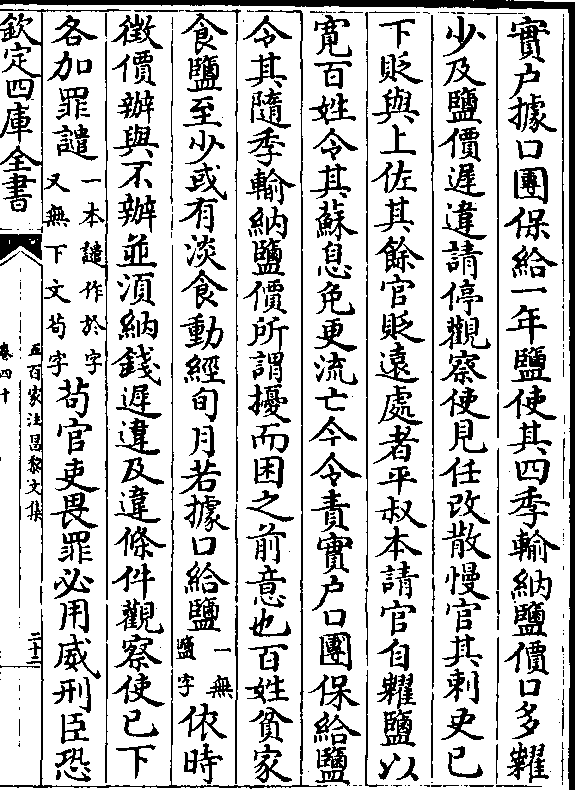 實户據口團保給一年鹽使其四季輸納鹽價口多糶
少及鹽價遲違請停觀察使見任改散慢官其刺史已
下貶與上佐其餘官貶遠處者平叔本請官自糶鹽以
寛百姓令其蘇息免更流亡今令責實户口團保給鹽
令其隨季輸納鹽價所謂擾而困之前意也百姓貧家
食鹽至少或有淡食動經旬月若據口給鹽一無鹽字依時
徵價辦與不辦並須納錢遲違及違條件觀察使已下
各加罪譴一本譴作於字又無下文苟字苟官吏畏罪必用威刑臣恐
欽定四庫全書
五百家注昌黎文集
卷四十
二十二